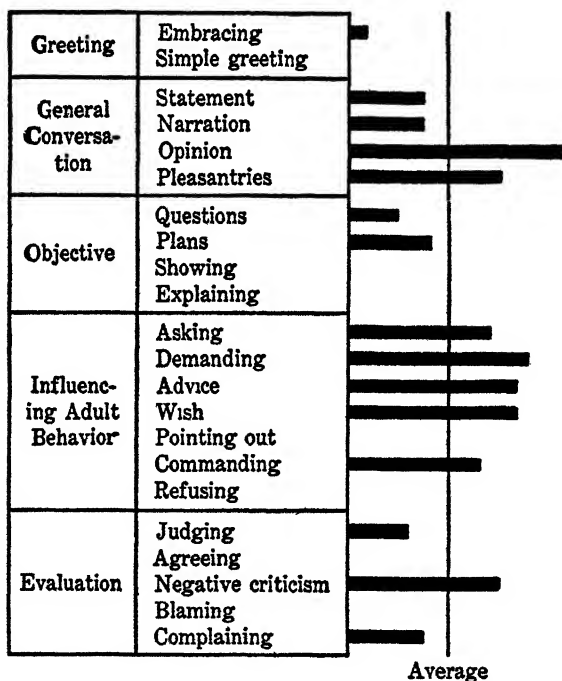 Greeting
Embracing
Simple greeting
General
Conversa-
tion
Statement
Narration
Opinion
Pleasantries
Objective
Questions
Plans
Showing
Explaining
Influenc-
ing Adult
Behavior
Asking
Demanding
Advice
Wish
Pointing out
Commanding
Refusing
Evaluation
Judging
Agreeing
Negative criticism
Blaming
Complaining
Average